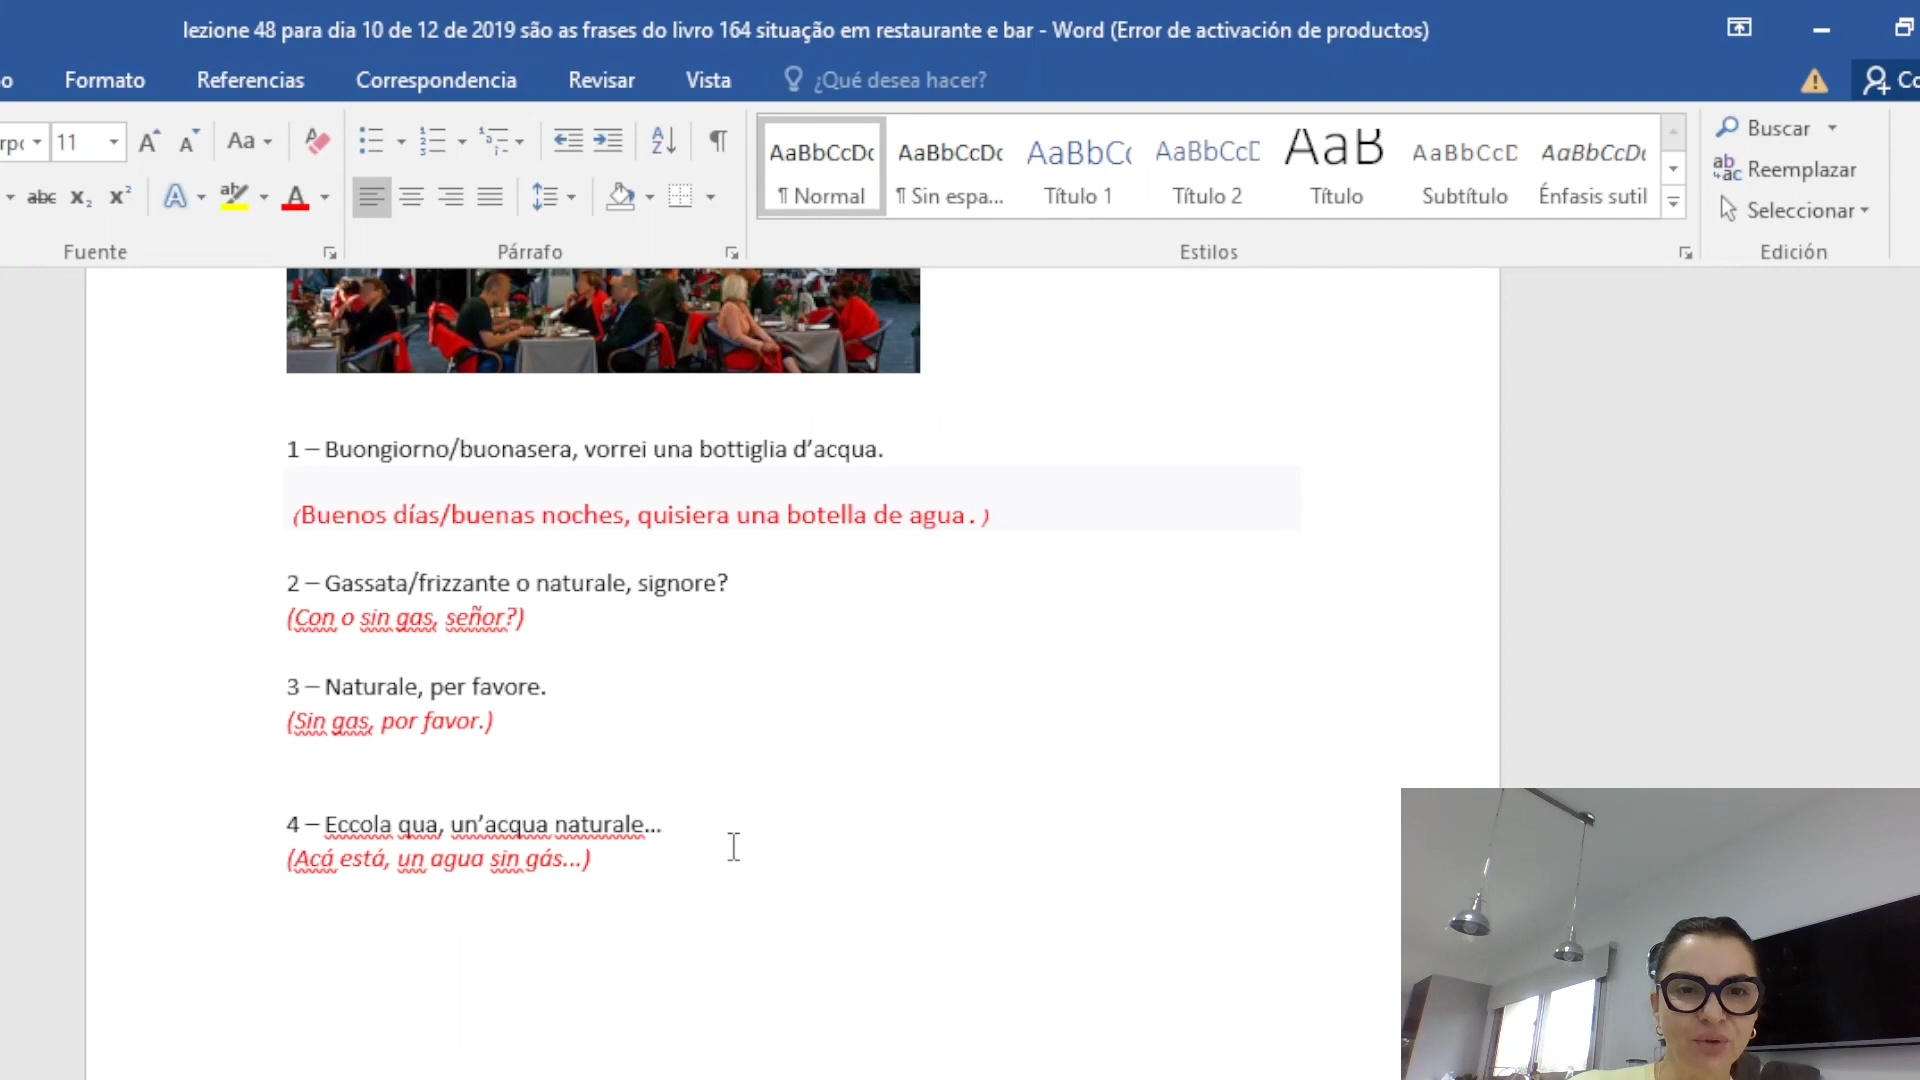 lezione 48 para dia 10 de 12 de 2019 são as frases do livro 164 situação em restaurante e bar - Word (Error de activación de productos)
Formato Referencias Correspondencia Revisar Vista ¿Qué desea hacer?
11 Aa
AaBbCcDc AaBbCcDc AaBbCc AaBbCcD AaB AaBbCcD AaBbCcDc
¶ Normal ¶ Sin espa... Título 1 Título 2 Título Subtítulo Énfasis sutil
Buscar
Reemplazar
Seleccionar
Fuente Párrafo Estilos Edición
1 – Buongiorno/buonasera, vorrei una bottiglia d’acqua.
(Buenos días/buenas noches, quisiera una botella de agua.)
2 – Gassata/frizzante o naturale, signore?
(Con o sin gas, señor?)
3 – Naturale, per favore.
(Sin gas, por favor.)
4 – Eccola qua, un’acqua naturale...
(Acá está, un agua sin gás...)